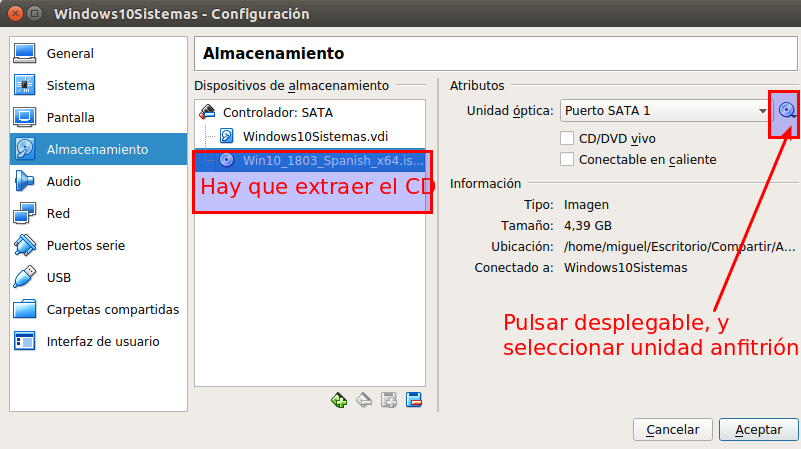 Windows10Sistemas - Configuración
General
Sistema
Pantalla
Almacenamiento
Audio
Red
Puertos serie
USB
Carpetas compartidas
Interfaz de usuario
Almacenamiento
Dispositivos de almacenamiento
Controlador: SATA
Windows10Sistemas.vdi
Win10_1803_Spanish_x64.is...
Hay que extraer el CD
Atributos
Unidad óptica: Puerto SATA 1
CD/DVD vivo
Conectable en caliente
Información
Tipo: Imagen
Tamaño: 4,39 GB
Ubicación: /home/miguel/Escritorio/Compartir/A...
Conectado a: Windows10Sistemas
Pulsar desplegable, y
seleccionar unidad anfitrión
Cancelar
Aceptar